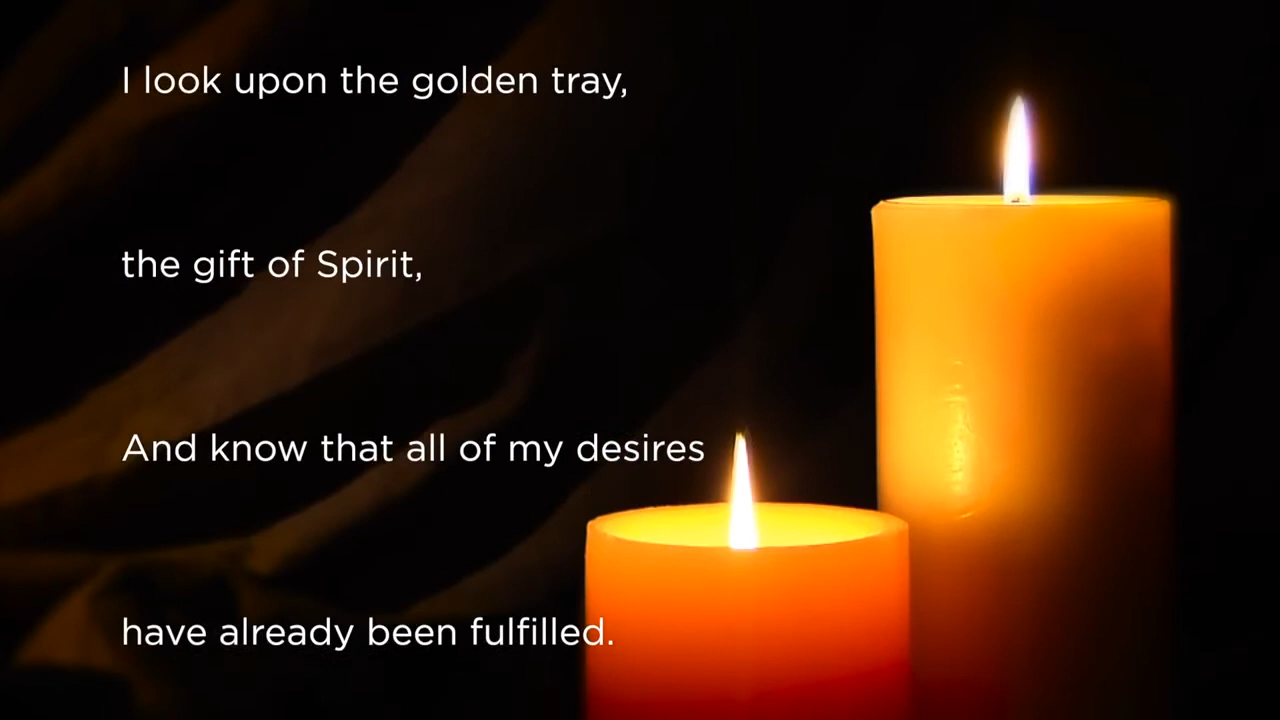 I look upon the golden tray,
the gift of Spirit,
And know that all of my desires
have already been fulfilled.